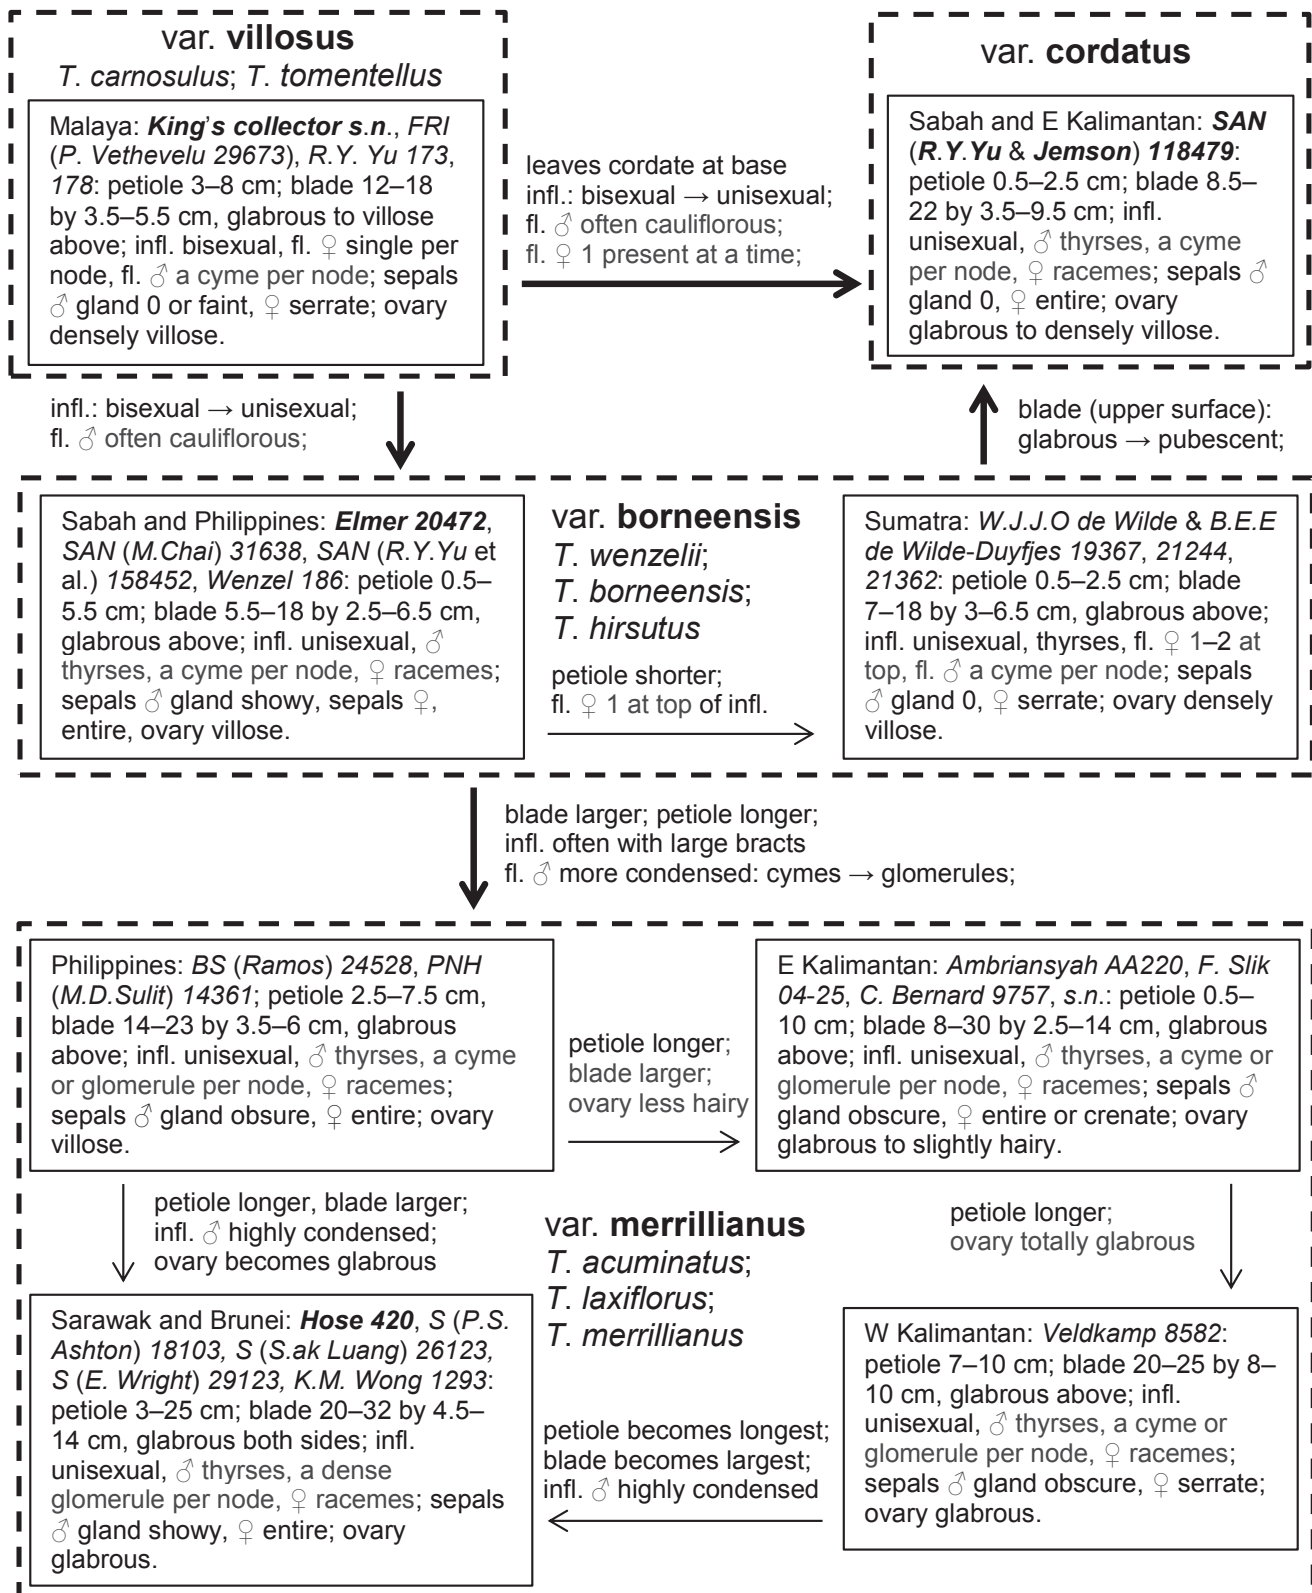 var. villosus
T. carnosulus; T. tomentellus
Malaya: King's collector s.n., FRI
(P. Vethevelu 29673), R.Y. Yu 173,
178: petiole 3–8 cm; blade 12–18
by 3.5–5.5 cm, glabrous to villose
above; infl. bisexual, fl. ♀ single per
node, fl. ♂ a cyme per node; sepals
♂ gland 0 or faint, ♀ serrate; ovary
densely villose.
leaves cordate at base
infl.: bisexual → unisexual;
fl. ♂ often cauliflorous;
fl. ♀ 1 present at a time;
var. cordatus
Sabah and E Kalimantan: SAN
(R.Y.Yu & Jemson) 118479:
petiole 0.5–2.5 cm; blade 8.5–
22 by 3.5–9.5 cm; infl.
unisexual, ♂ thyrses, a cyme
per node, ♀ racemes; sepals ♂
gland 0, ♀ entire; ovary
glabrous to densely villose.
infl.: bisexual → unisexual;
fl. ♂ often cauliflorous;
blade (upper surface):
glabrous → pubescent;
Sabah and Philippines: Elmer 20472,
SAN (M.Chai) 31638, SAN (R.Y.Yu et
al.) 158452, Wenzel 186: petiole 0.5–
5.5 cm; blade 5.5–18 by 2.5–6.5 cm,
glabrous above; infl. unisexual, ♂
thyrses, a cyme per node, ♀ racemes;
sepals ♂ gland showy, sepals ♀,
entire, ovary villose.
var. borneensis
T. wenzelii;
T. borneensis;
T. hirsutus
petiole shorter;
fl. ♀ 1 at top of infl.
Sumatra: W.J.J.O de Wilde & B.E.E
de Wilde-Duyfjes 19367, 21244,
21362: petiole 0.5–2.5 cm; blade
7–18 by 3–6.5 cm, glabrous above;
infl. unisexual, thyrses, fl. ♀ 1–2 at
top, fl. ♂ a cyme per node; sepals
♂ gland 0, ♀ serrate; ovary densely
villose.
blade larger; petiole longer;
infl. often with large bracts
fl. ♂ more condensed: cymes → glomerules;
Philippines: BS (Ramos) 24528, PNH
(M.D.Sulit) 14361; petiole 2.5–7.5 cm,
blade 14–23 by 3.5–6 cm, glabrous
above; infl. unisexual, ♂ thyrses, a cyme
or glomerule per node, ♀ racemes;
sepals ♂ gland obsure, ♀ entire; ovary
villose.
petiole longer;
blade larger;
ovary less hairy
E Kalimantan: Ambriansyah AA220, F. Slik
04-25, C. Bernard 9757, s.n.: petiole 0.5–
10 cm; blade 8–30 by 2.5–14 cm, glabrous
above; infl. unisexual, ♂ thyrses, a cyme or
glomerule per node, ♀ racemes; sepals ♂
gland obscure, ♀ entire or crenate; ovary
glabrous to slightly hairy.
petiole longer, blade larger;
infl. ♂ highly condensed;
ovary becomes glabrous
var. merrillianus
T. acuminatus;
T. laxiflorus;
T. merrillianus
petiole longer;
ovary totally glabrous
Sarawak and Brunei: Hose 420, S (P.S.
Ashton) 18103, S (S.ak Luang) 26123,
S (E. Wright) 29123, K.M. Wong 1293:
petiole 3–25 cm; blade 20–32 by 4.5–
14 cm, glabrous both sides; infl.
unisexual, ♂ thyrses, a dense
glomerule per node, ♀ racemes; sepals
♂ gland showy, ♀ entire; ovary
glabrous.
petiole becomes longest;
blade becomes largest;
infl. ♂ highly condensed
W Kalimantan: Veldkamp 8582:
petiole 7–10 cm; blade 20–25 by 8–
10 cm, glabrous above; infl.
unisexual, ♂ thyrses, a cyme or
glomerule per node, ♀ racemes;
sepals ♂ gland obscure, ♀ serrate;
ovary glabrous.